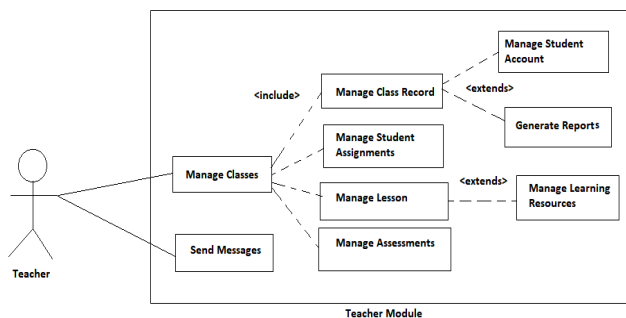 Manage Student
Account
<include>
Manage Class Record
<extends>
Generate Reports
Manage Student
Assignments
Manage Classes
<extends>
Manage Lesson
Manage Learning
Resources
Send Messages
Manage Assessments
Teacher
Teacher Module